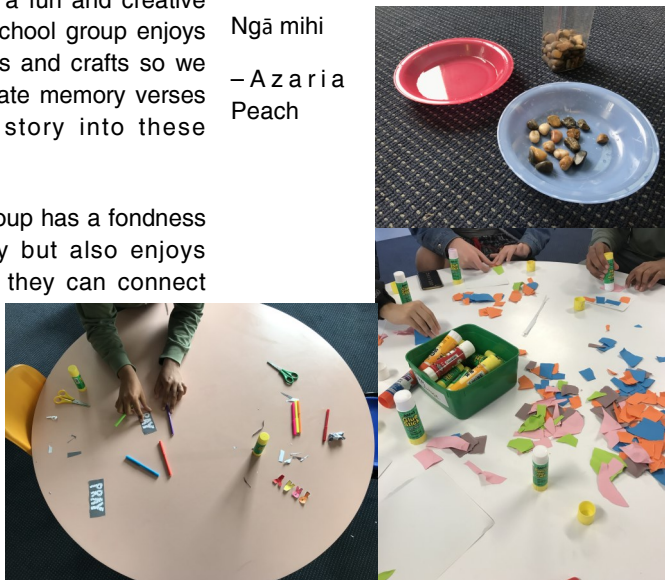 a fun and creative
school group enjoys
s and crafts so we
ate memory verses
story into these
oup has a fondness
y but also enjoys
they can connect
Ngā mihi
– Azaria
Peach
PRAY
PRAY